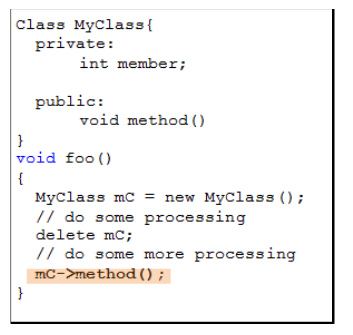 Class MyClass{
private:
int member;
public:
void method()
}
void foo()
{
MyClass mC = new MyClass();
// do some processing
delete mC;
// do some more processing
mC->method();
}